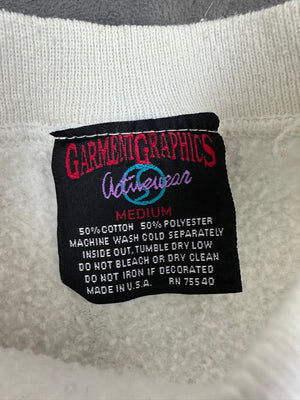 GARMENT GRAPHICS
Activewear
MEDIUM
50% COTTON 50% POLYESTER
MACHINE WASH COLD SEPARATELY
INSIDE OUT, TUMBLE DRY LOW
DO NOT BLEACH OR DRY CLEAN
DO NOT IRON IF DECORATED
MADE IN U.S.A. RN 75540